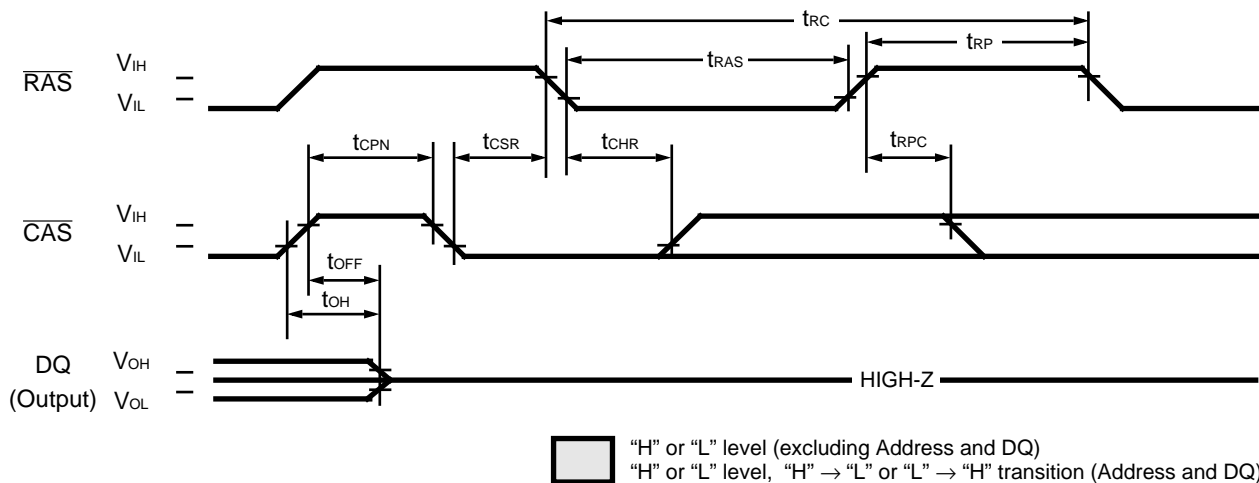 tRC
tRP
tRAS
RAS
VIH
VIL
tCPN
tCSR
tCHR
tRPC
CAS
VIH
VIL
tOFF
tOH
DQ
(Output)
VOH
VOL
HIGH-Z
“H” or “L” level (excluding Address and DQ)
“H” or “L” level, “H” → “L” or “L” → “H” transition (Address and DQ)